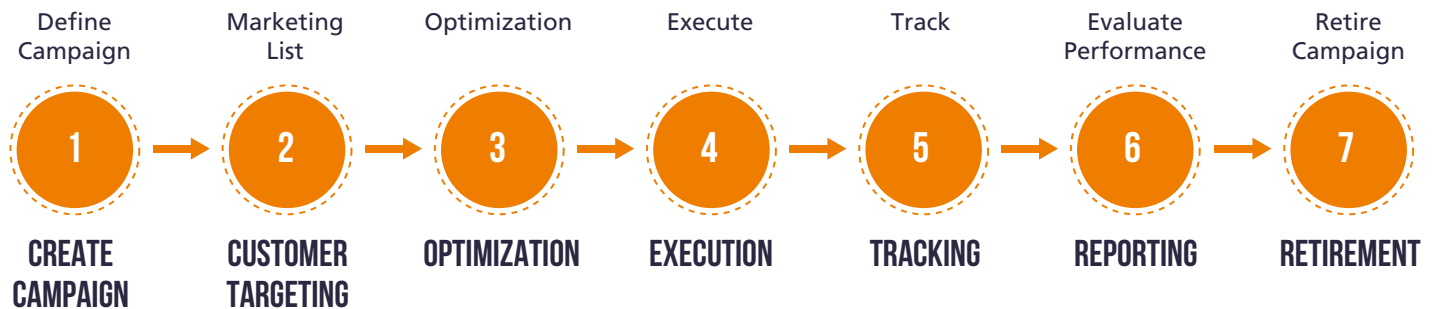 Define
Campaign
Marketing
List
Optimization
Execute
Track
Evaluate
Performance
Retire
Campaign
1
2
3
4
5
6
7
CREATE
CAMPAIGN
CUSTOMER
TARGETING
OPTIMIZATION
EXECUTION
TRACKING
REPORTING
RETIREMENT